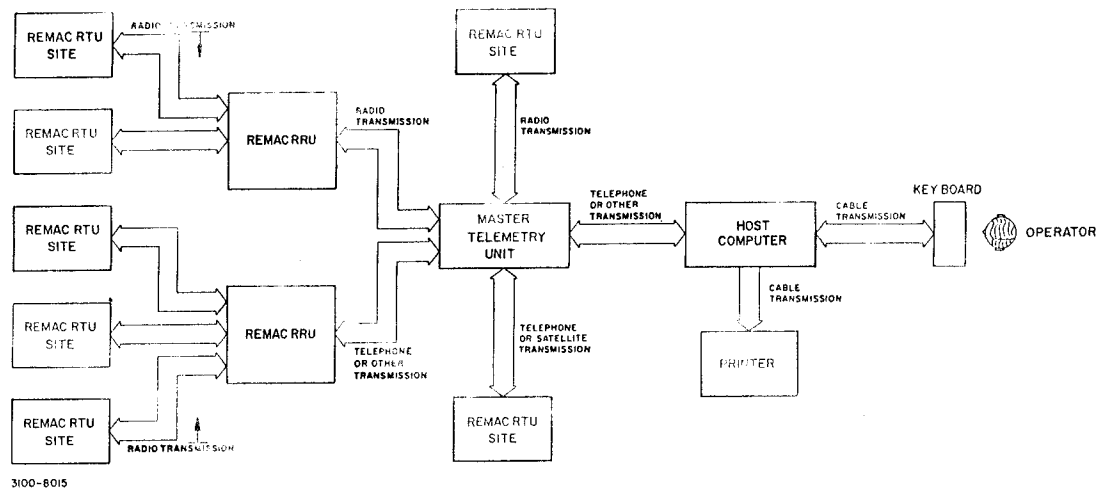 REMAC RTU
SITE
RADIO TRANSMISSION
REMAC RTU
SITE
REMAC RRU
RADIO
TRANSMISSION
REMAC RTU
SITE
RADIO
TRANSMISSION
REMAC RTU
SITE
MASTER
TELEMETRY
UNIT
TELEPHONE
OR OTHER
TRANSMISSION
HOST
COMPUTER
CABLE
TRANSMISSION
KEY BOARD
OPERATOR
CABLE
TRANSMISSION
PRINTER
REMAC RTU
SITE
REMAC RRU
TELEPHONE
OR OTHER
TRANSMISSION
TELEPHONE
OR SATELLITE
TRANSMISSION
REMAC RTU
SITE
REMAC RTU
SITE
RADIO TRANSMISSION
3100-8015